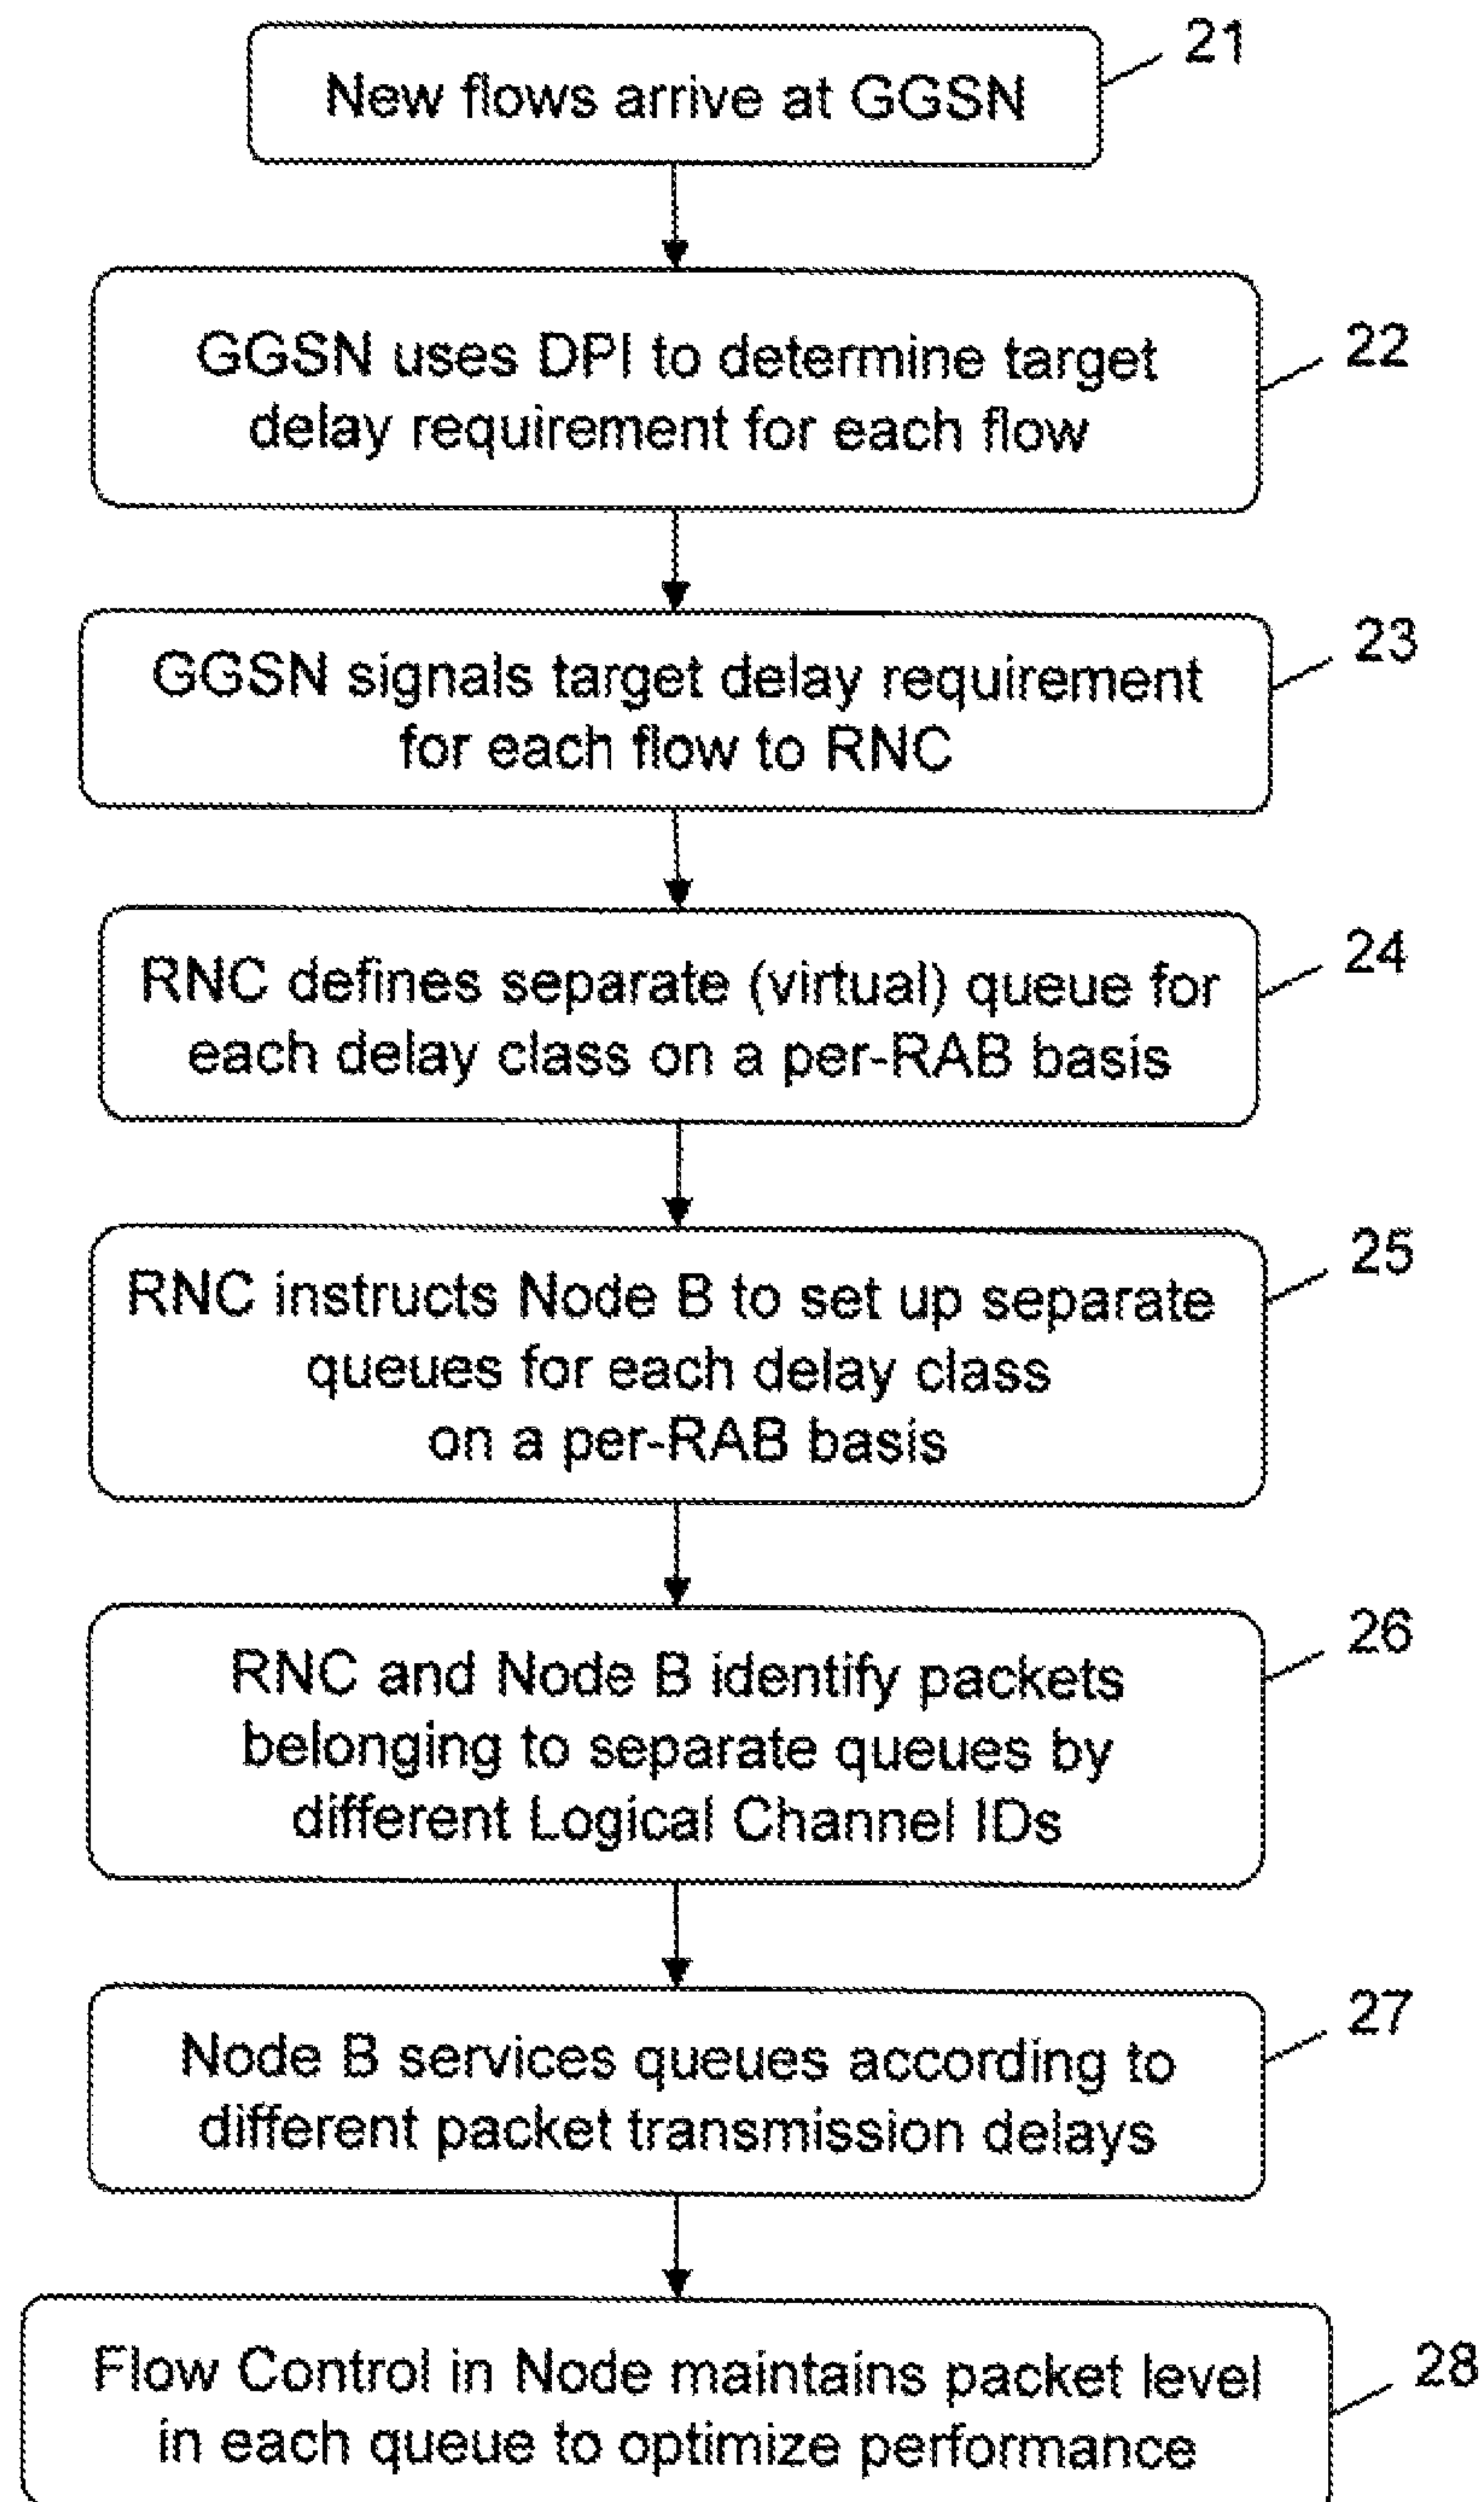 New flows arrive at GGSN
21
GGSN uses DPI to determine target
delay requirement for each flow
22
GGSN signals target delay requirement
for each flow to RNC
23
RNC defines separate (virtual) queue for
each delay class on a per-RAB basis
24
RNC instructs Node B to set up separate
queues for each delay class
on a per-RAB basis
25
RNC and Node B identify packets
belonging to separate queues by
different Logical Channel IDs
26
Node B services queues according to
different packet transmission delays
27
Flow Control in Node maintains packet level
in each queue to optimize performance
28